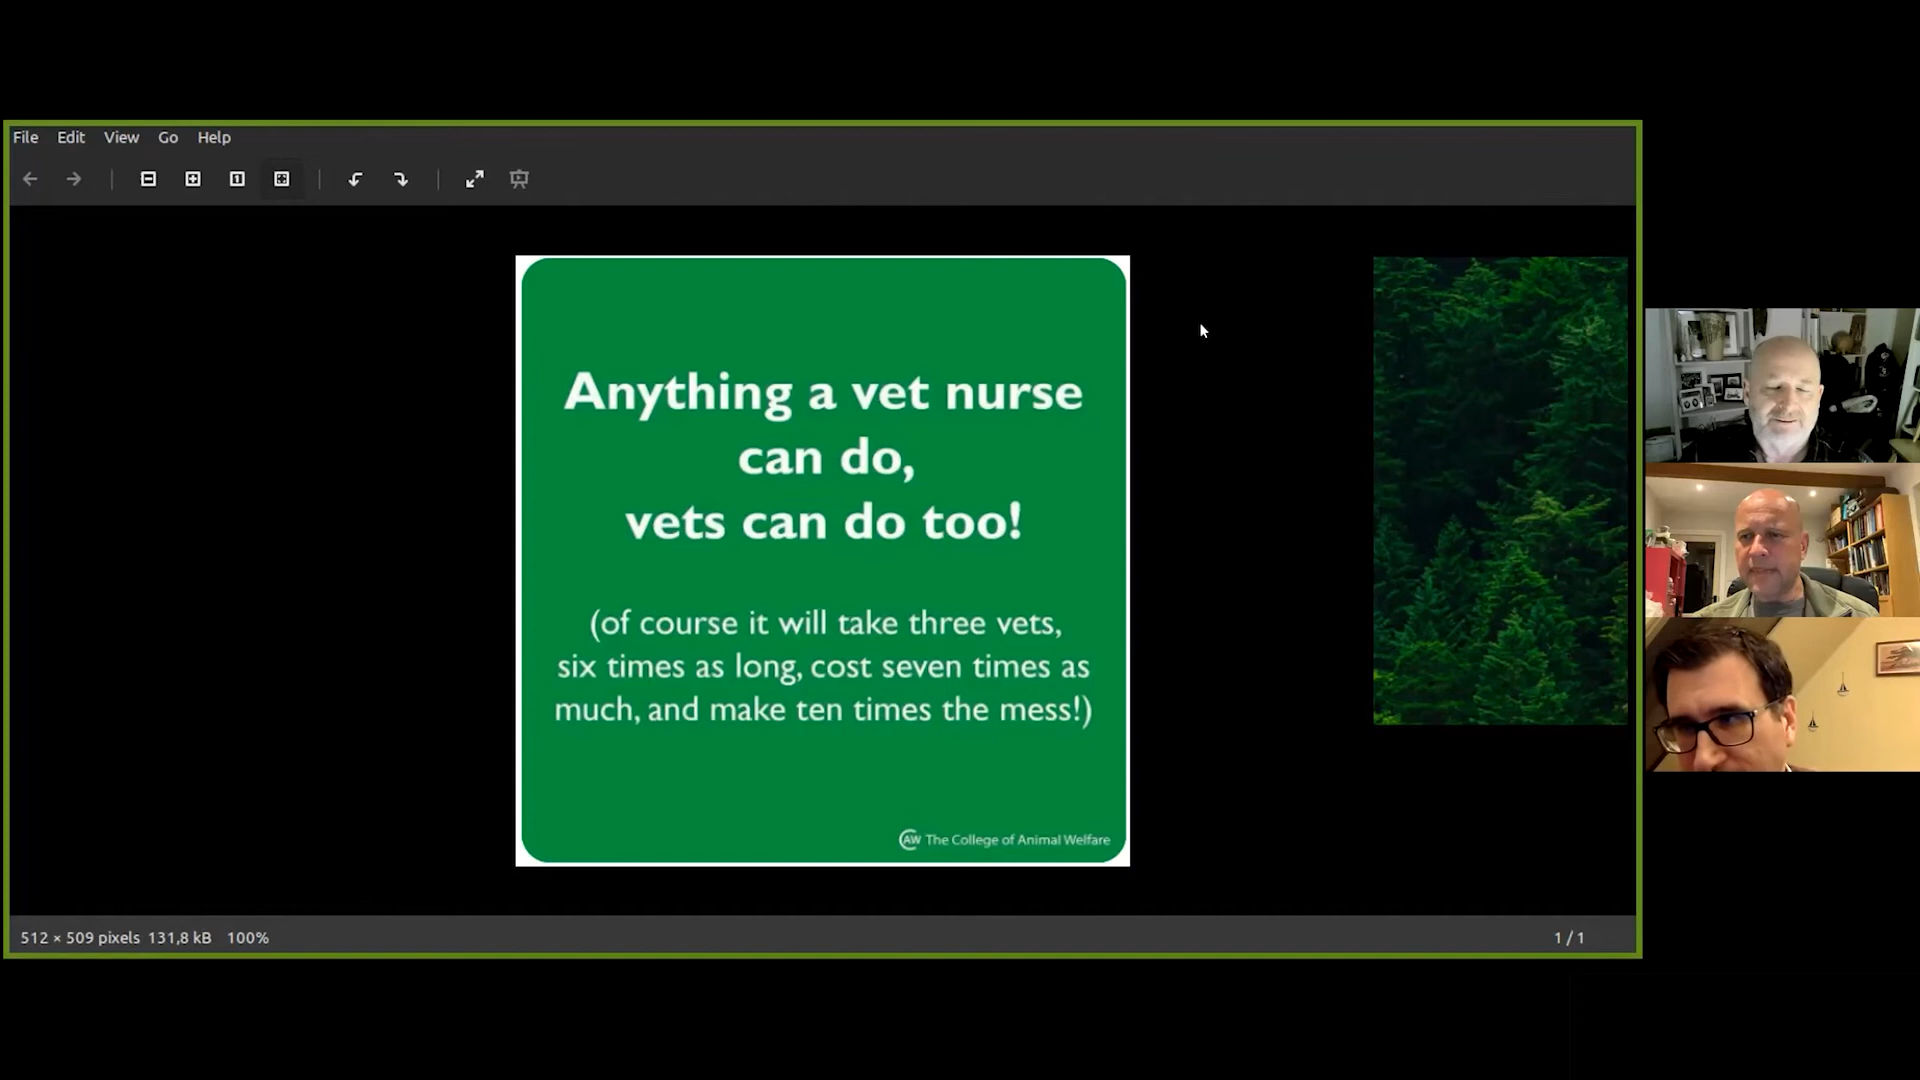 File Edit View Go Help
Anything a vet nurse
can do,
vets can do too!
(of course it will take three vets,
six times as long, cost seven times as
much, and make ten times the mess!)
CAW The College of Animal Welfare
512 × 509 pixels 131,8 kB 100%
1 / 1